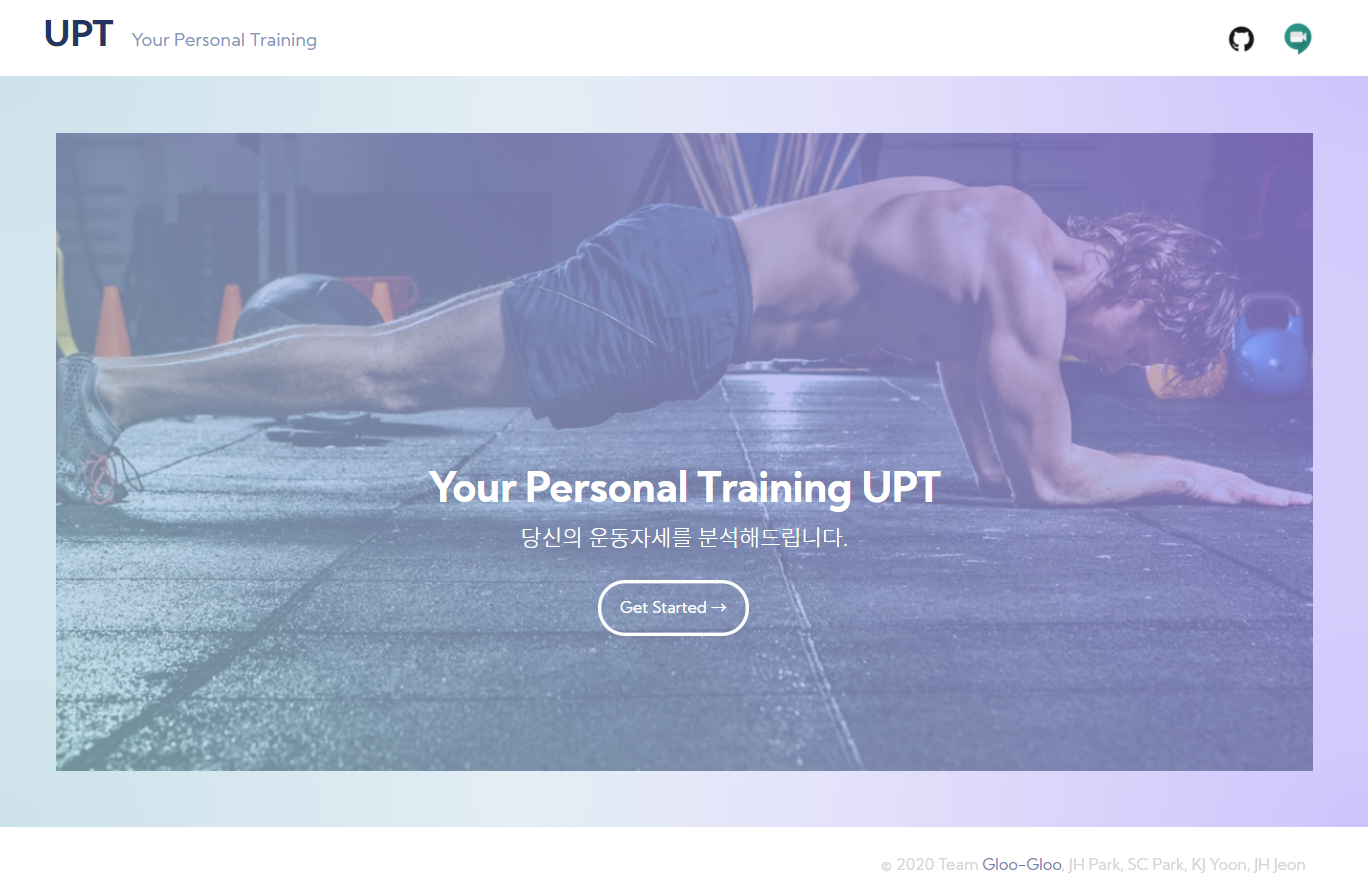 UPT Your Personal Training
Your Personal Training UPT
당신의 운동자세를 분석해드립니다.
Get Started →
© 2020 Team Gloo-Gloo, JH Park, SC Park, KJ Yoon, JH Jeon